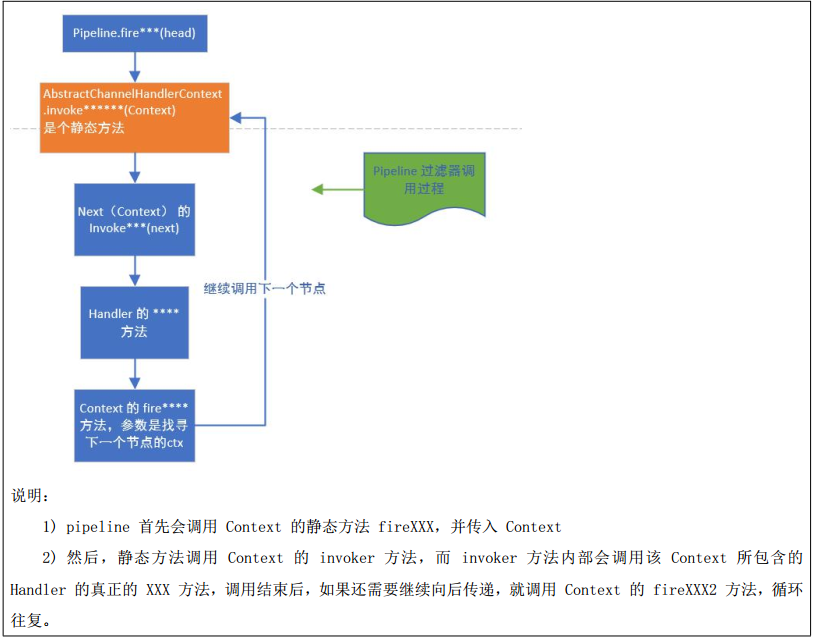 Pipeline.fire***(head)
AbstractChannelHandlerContext
.invoke******(Context)
是个静态方法
Pipeline 过滤器调
用过程
Next（Context） 的
Invoke***(next)
继续调用下一个节点
Handler 的 ****
方法
Context 的 fire****
方法，参数是找寻
下一个节点的ctx
说明：
1) pipeline 首先会调用 Context 的静态方法 fireXXX，并传入 Context
2) 然后，静态方法调用 Context 的 invoker 方法，而 invoker 方法内部会调用该 Context 所包含的
Handler 的真正的 XXX 方法，调用结束后，如果还需要继续向后传递，就调用 Context 的 fireXXX2 方法，循环
往复。